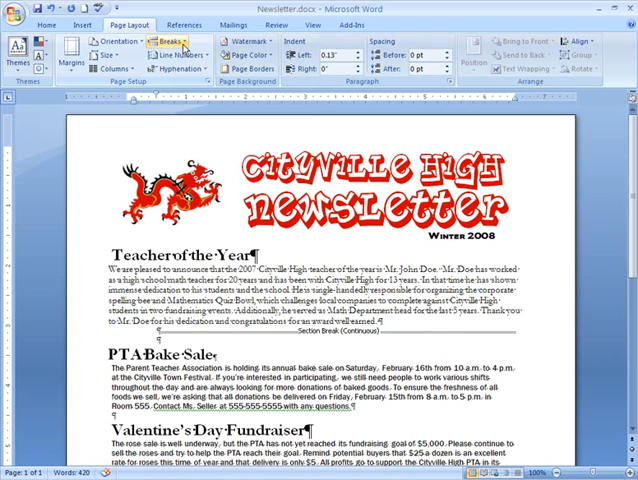 Newsletter.docx - Microsoft Word
Home Insert Page Layout References Mailings Review View Add-Ins
Themes Margins Orientation Size Columns Breaks Line Numbers Hyphenation
Page Setup
Watermark Page Color Page Borders
Page Background
Indent Left: 0.13" Right: 0"
Spacing Before: 0 pt After: 0 pt
Paragraph
Position Bring to Front Send to Back Text Wrapping Align Group Rotate
Arrange
Cityville High
Newsletter
Winter 2008
Teacher of the Year¶
We are pleased to announce that the 2007 Cityville High teacher of the year is Mr. John Doe. Mr. Doe has worked
as a high school math teacher for 20 years and has been with Cityville High for 13 years. In that time he has shown
immense dedication to his students and the school. He is single-handedly responsible for organizing the corporate
spelling bee and Mathematics Quiz Bowl, which challenges local companies to complete against Cityville High
students in two fundraising events. Additionally, he served as Math Department head for the last 5 years. Thank you
to Mr. Doe for his dedication and congratulations for an award well earned.¶
¶ Section Break (Continuous)
¶
PTA Bake Sale¶
The Parent Teacher Association is holding its annual bake sale on Saturday, February 16th from 10-a.m. to 4 p.m.
at the Cityville Town Festival. If you're interested in participating, we still need people to work various shifts
throughout the day and are always looking for more donations of baked goods. To ensure the freshness of all
foods we sell, we're asking that all donations be delivered on Friday, February 15th from 8-a.m. to 5 p.m. in
Room 555. Contact Ms. Seller at 555-555-5555 with any questions.¶
¶
Valentine's Day Fundraiser¶
The rose sale is well underway, but the PTA has not yet reached its fundraising goal of $5,000. Please continue to
sell the roses and try to help the PTA reach their goal. Remind potential buyers that $25 a dozen is an excellent
rate for roses this time of year and that delivery is only $5. All profits go to support the Cityville High PTA in its
Page: 1 of 1 Words: 420 100%